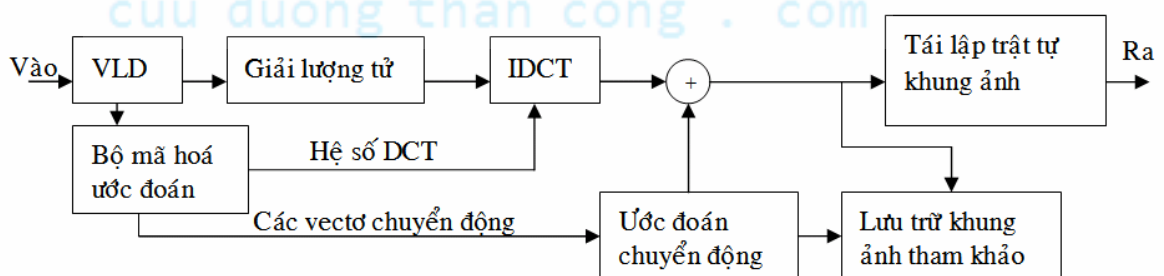 cuu duong than cong . com
Vào
VLD
Giải lượng tử
IDCT
+
Tái lập trật tự
khung ảnh
Ra
Bộ mã hoá
ước đoán
Hệ số DCT
Các vectơ chuyển động
Ước đoán
chuyển động
Lưu trữ khung
ảnh tham khảo